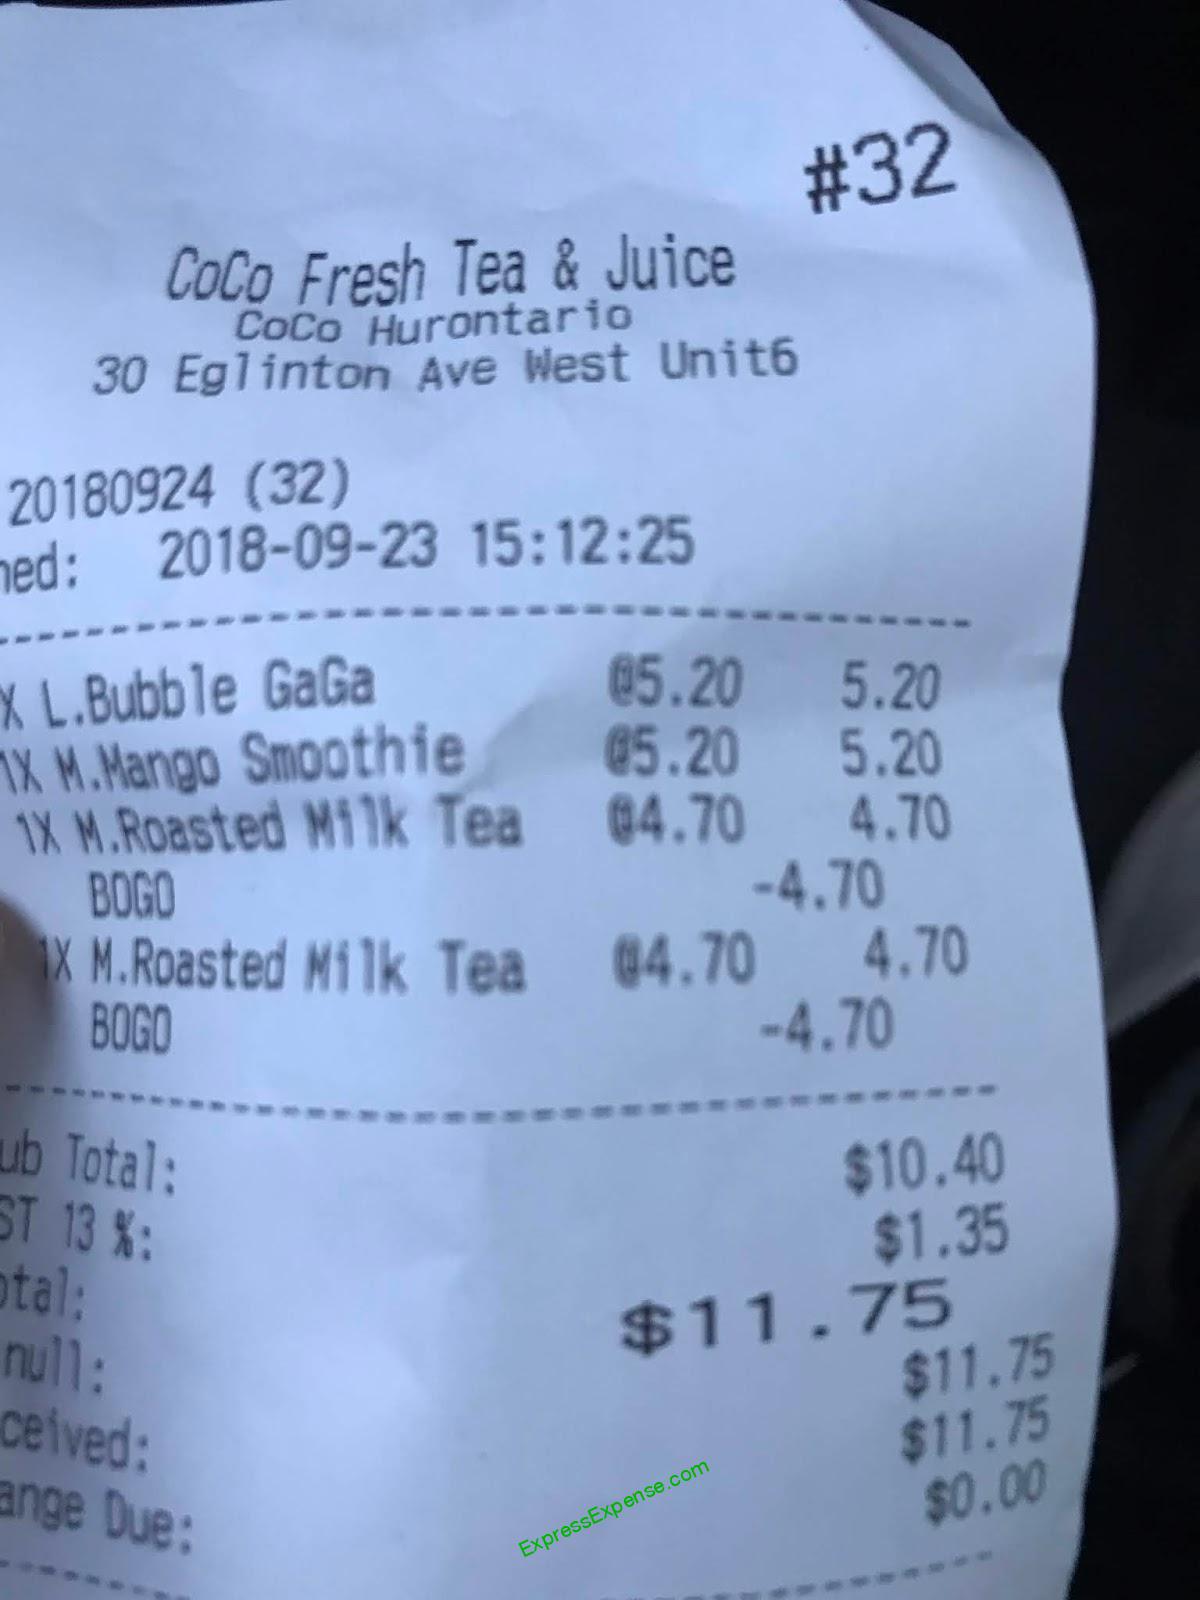 #32
CoCo Fresh Tea & Juice
CoCo Hurontario
30 Eglinton Ave West Unit6
20180924 (32)
ned: 2018-09-23 15:12:25
X L.Bubble GaGa @5.20 5.20
1X M.Mango Smoothie @5.20 5.20
1X M.Roasted Milk Tea @4.70 4.70
BOGO -4.70
1X M.Roasted Milk Tea @4.70 4.70
BOGO -4.70
ub Total: $10.40
ST 13 %: $1.35
otal: $11.75
null: $11.75
ceived: $11.75
ange Due: $0.00
ExpressExpense.com